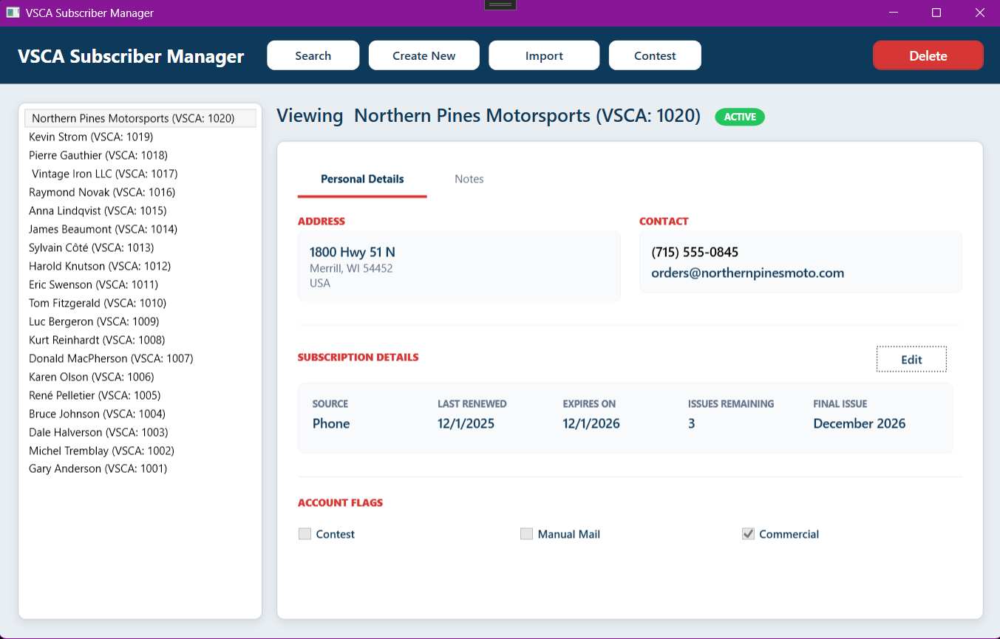 VSCA Subscriber Manager
VSCA Subscriber Manager
Search
Create New
Import
Contest
Delete
Northern Pines Motorsports (VSCA: 1020)
Kevin Strom (VSCA: 1019)
Pierre Gauthier (VSCA: 1018)
Vintage Iron LLC (VSCA: 1017)
Raymond Novak (VSCA: 1016)
Anna Lindqvist (VSCA: 1015)
James Beaumont (VSCA: 1014)
Sylvain Côté (VSCA: 1013)
Harold Knutson (VSCA: 1012)
Eric Swenson (VSCA: 1011)
Tom Fitzgerald (VSCA: 1010)
Luc Bergeron (VSCA: 1009)
Kurt Reinhardt (VSCA: 1008)
Donald MacPherson (VSCA: 1007)
Karen Olson (VSCA: 1006)
René Pelletier (VSCA: 1005)
Bruce Johnson (VSCA: 1004)
Dale Halverson (VSCA: 1003)
Michel Tremblay (VSCA: 1002)
Gary Anderson (VSCA: 1001)
Viewing Northern Pines Motorsports (VSCA: 1020)
ACTIVE
Personal Details
Notes
ADDRESS
1800 Hwy 51 N
Merrill, WI 54452
USA
CONTACT
(715) 555-0845
orders@northernpinesmoto.com
SUBSCRIPTION DETAILS
Edit
SOURCE
Phone
LAST RENEWED
12/1/2025
EXPIRES ON
12/1/2026
ISSUES REMAINING
3
FINAL ISSUE
December 2026
ACCOUNT FLAGS
Contest
Manual Mail
Commercial